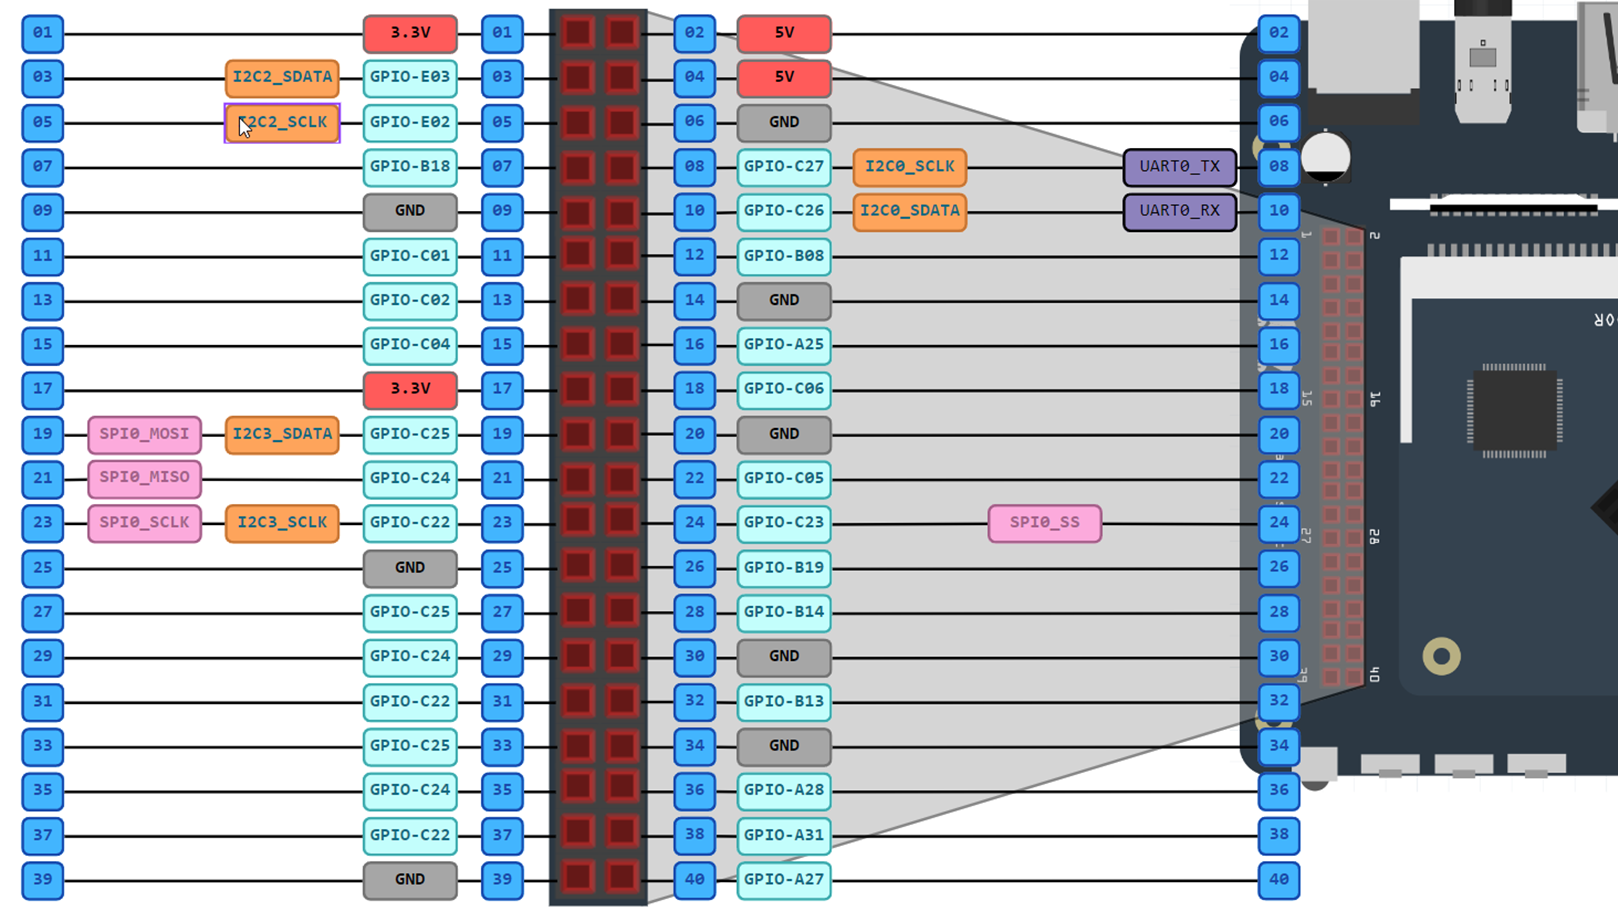 01 3.3V 01 02 5V 02
03 I2C2_SDATA GPIO-E03 03 04 5V 04
05 I2C2_SCLK GPIO-E02 05 06 GND 06
07 GPIO-B18 07 08 GPIO-C27 I2C0_SCLK UART0_TX 08
09 GND 09 10 GPIO-C26 I2C0_SDATA UART0_RX 10
1 2
11 GPIO-C01 11 12 GPIO-B08 12
13 GPIO-C02 13 14 GND 14
15 GPIO-C04 15 16 GPIO-A25 16
17 3.3V 17 18 GPIO-C06 18
15 16
19 SPI0_MOSI I2C3_SDATA GPIO-C25 19 20 GND 20
21 SPI0_MISO GPIO-C24 21 22 GPIO-C05 22
23 SPI0_SCLK I2C3_SCLK GPIO-C22 23 24 GPIO-C23 SPI0_SS 24
27 28
25 GND 25 26 GPIO-B19 26
27 GPIO-C25 27 28 GPIO-B14 28
29 GPIO-C24 29 30 GND 30
39 40
31 GPIO-C22 31 32 GPIO-B13 32
33 GPIO-C25 33 34 GND 34
35 GPIO-C24 35 36 GPIO-A28 36
37 GPIO-C22 37 38 GPIO-A31 38
39 GND 39 40 GPIO-A27 40